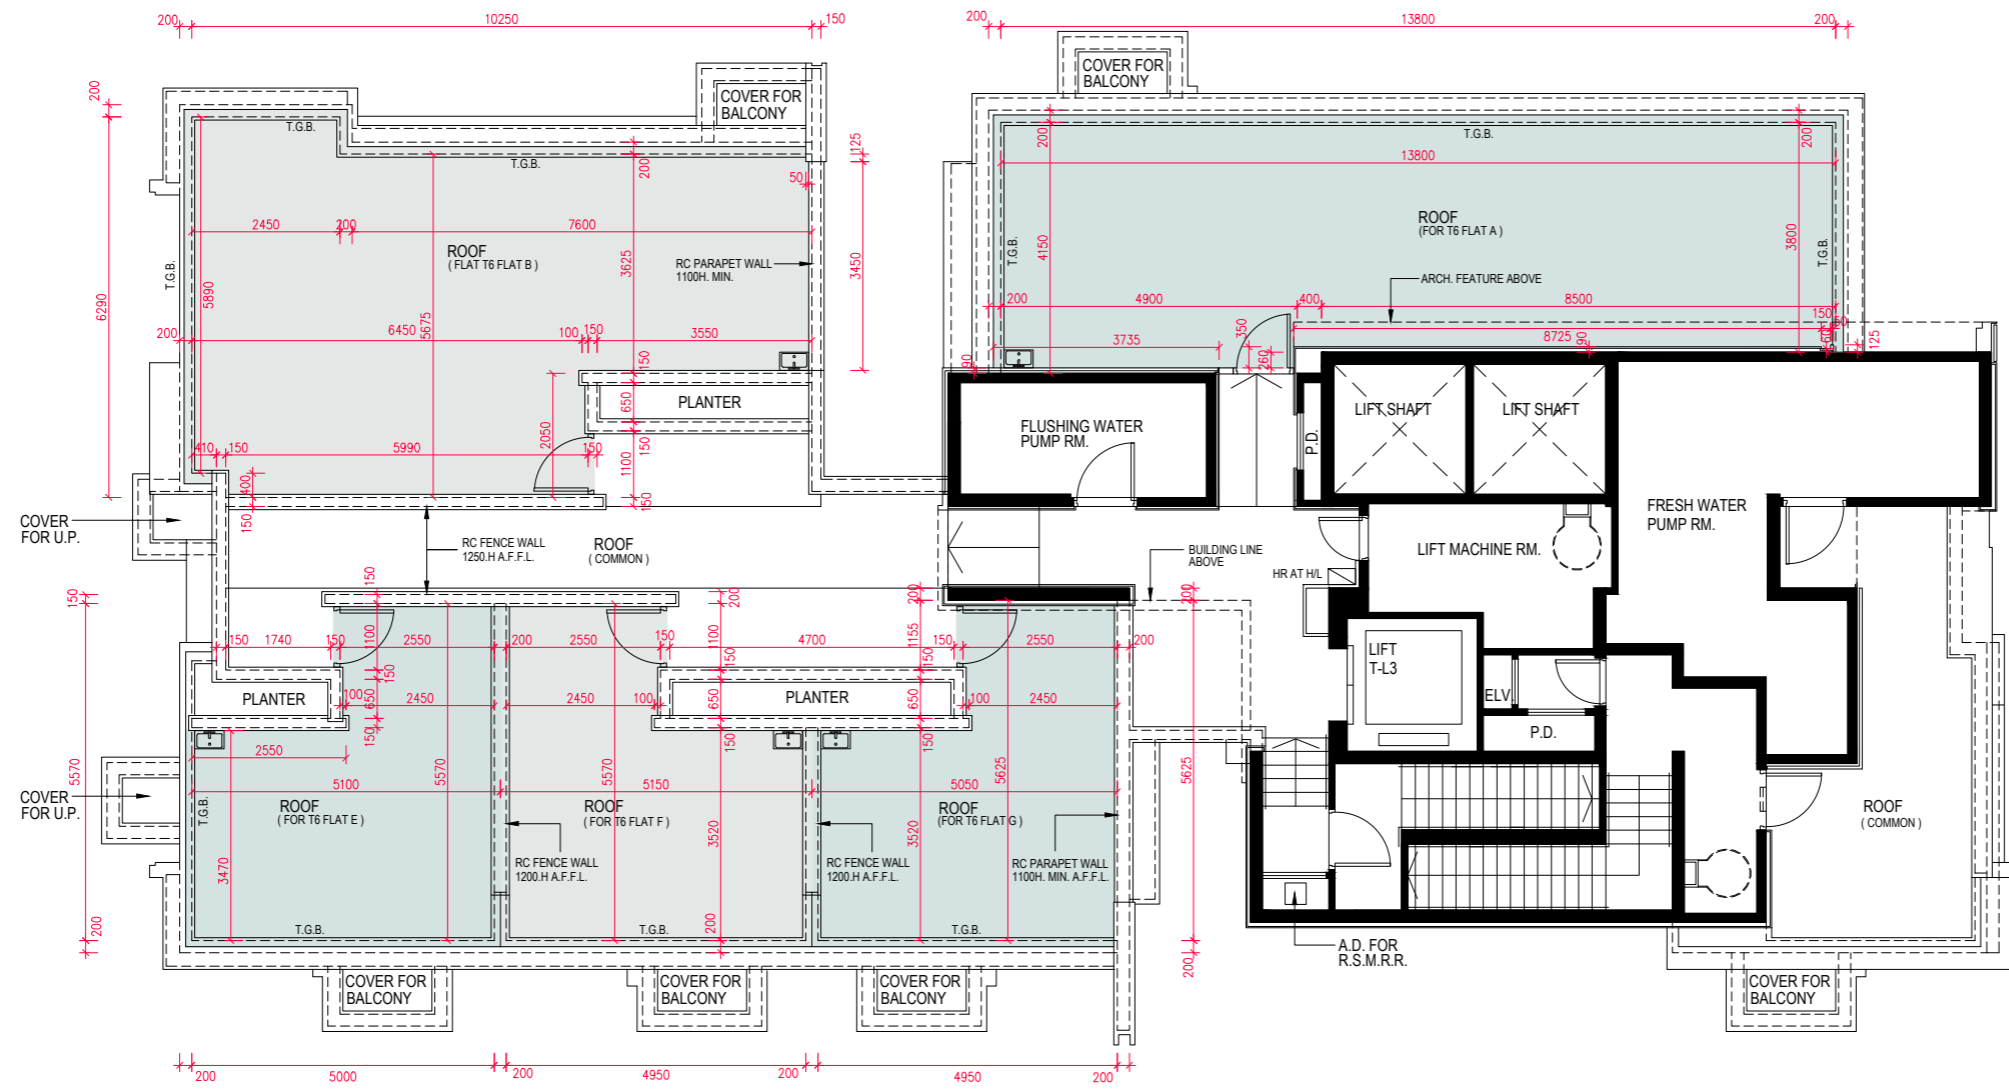 200
10250
150
200
13800
200
COVER FOR
BALCONY
COVER FOR
BALCONY
200
T.G.B.
T.G.B.
125
200
50
200
T.G.B.
200
13800
2450
200
7600
ROOF
( FLAT T6 FLAT B )
3625
RC PARAPET WALL
1100H. MIN.
3450
ROOF
(FOR T6 FLAT A )
4150
3800
T.G.B.
T.G.B.
T.G.B.
ARCH. FEATURE ABOVE
6290
5890
5675
200
4900
400
8500
150
50
200
6450
100
150
3550
3735
350
8725
90
60
125
150
90
260
PLANTER
650
2050
410
150
5990
150
150
1100
400
150
150
FLUSHING WATER
PUMP RM.
P.D.
LIFT SHAFT
LIFT SHAFT
FRESH WATER
PUMP RM.
COVER
FOR U.P.
RC FENCE WALL
1250.H A.F.F.L.
ROOF
( COMMON )
BUILDING LINE
ABOVE
LIFT MACHINE RM.
HR AT H/L
150
150
200
200
200
150
1740
150
1100
2550
200
2550
150
1100
4700
1155
150
2550
200
150
150
150
LIFT
T-L3
PLANTER
100
650
2450
2450
100
650
PLANTER
650
100
2450
ELV.
P.D.
150
150
150
2550
5570
5570
5570
5625
5625
5100
5150
5050
COVER
FOR U.P.
T.G.B.
ROOF
( FOR T6 FLAT E )
ROOF
( FOR T6 FLAT F )
ROOF
(FOR T6 FLAT G )
ROOF
( COMMON )
3470
3520
3520
RC FENCE WALL
1200.H A.F.F.L.
RC FENCE WALL
1200.H A.F.F.L.
RC PARAPET WALL
1100H. MIN. A.F.F.L.
200
T.G.B.
T.G.B.
200
T.G.B.
200
A.D. FOR
R.S.M.R.R.
COVER FOR
BALCONY
COVER FOR
BALCONY
COVER FOR
BALCONY
COVER FOR
BALCONY
200
5000
200
4950
200
4950
200